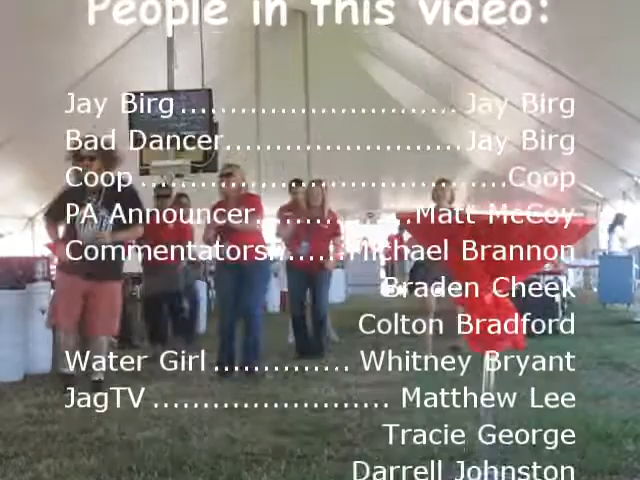 People in this video:
Jay Birg............................Jay Birg
Bad Dancer.......................Jay Birg
Coop....................................Coop
PA Announcer................Matt McCoy
Commentators........Michael Brannon
Braden Cheek
Colton Bradford
Water Girl.............. Whitney Bryant
JagTV........................ Matthew Lee
Tracie George
Darrell Johnston